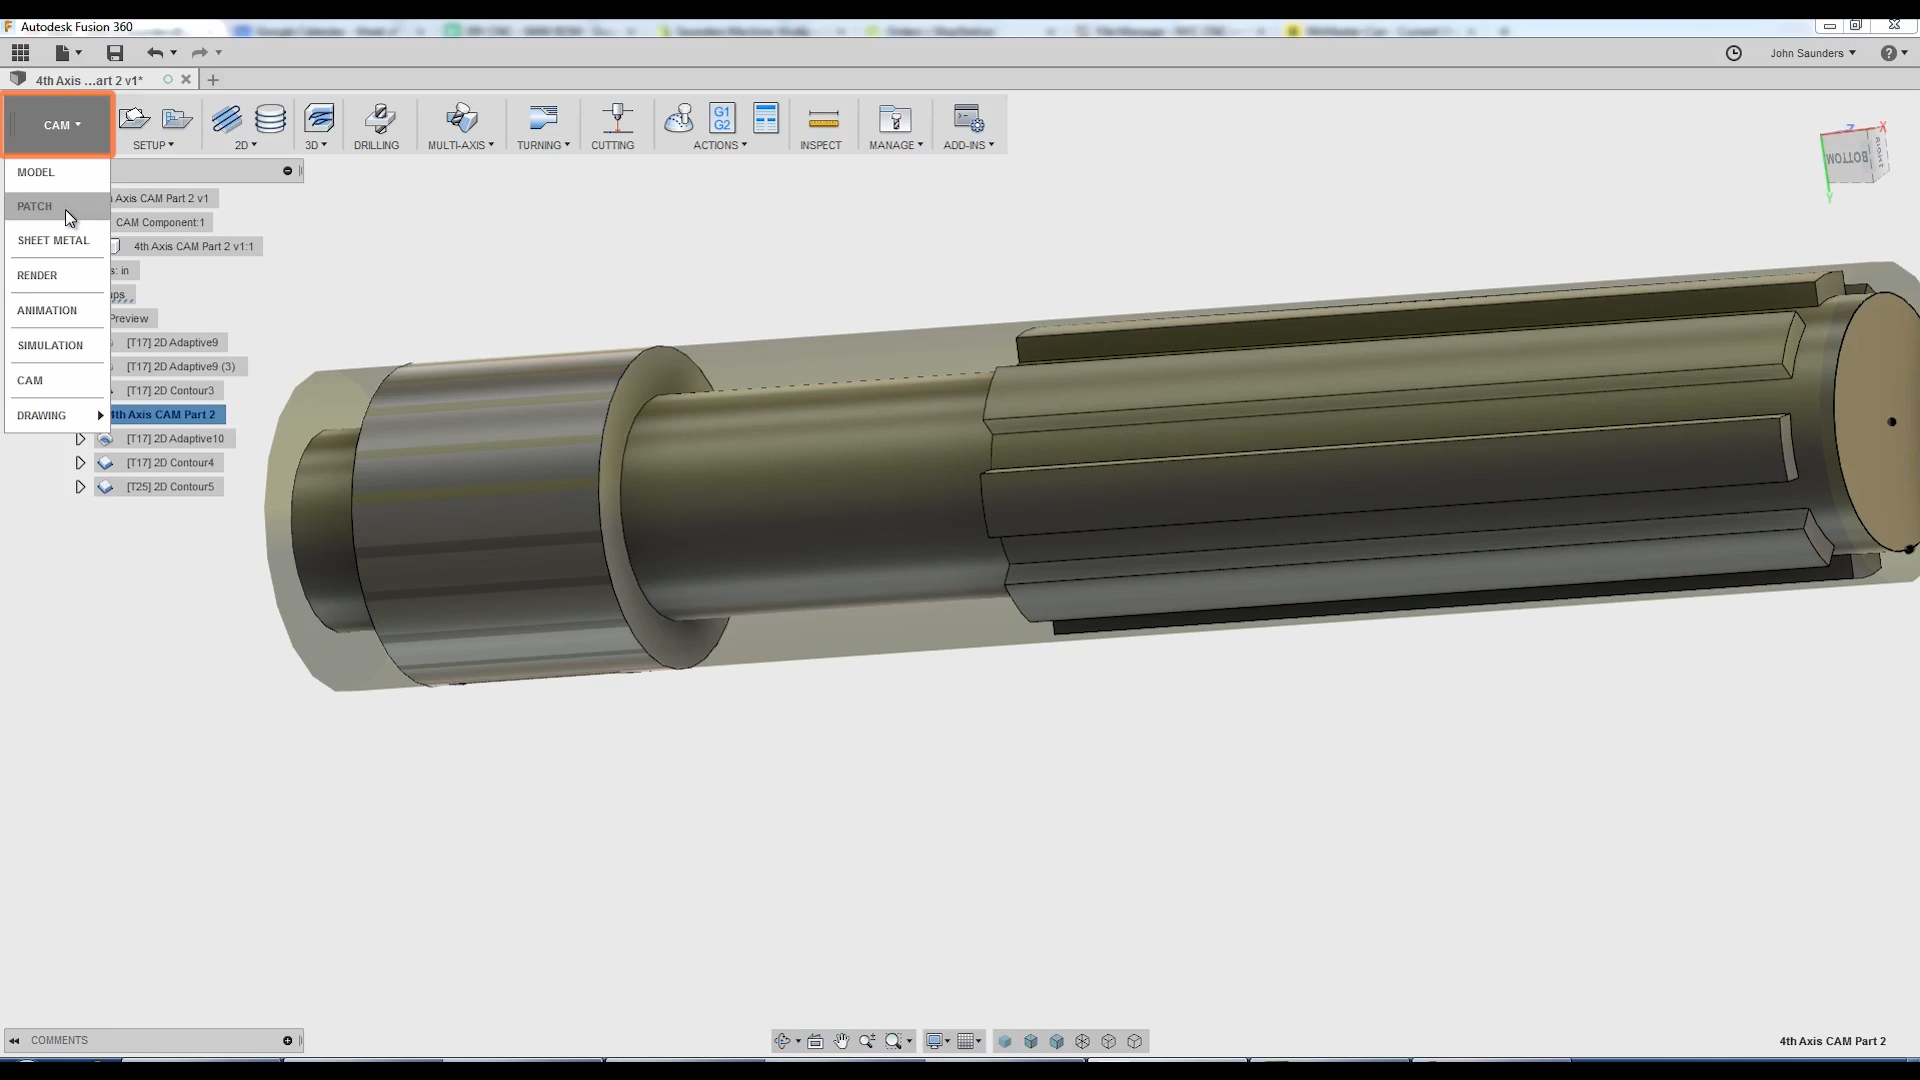 Autodesk Fusion 360
John Saunders
4th Axis ...art 2 v1*
CAM
G1
G2
SETUP
2D
3D
DRILLING
MULTI-AXIS
TURNING
CUTTING
ACTIONS
INSPECT
MANAGE
ADD-INS
MODEL
PATCH
SHEET METAL
RENDER
ANIMATION
SIMULATION
CAM
DRAWING
Axis CAM Part 2 v1
CAM Component:1
4th Axis CAM Part 2 v1:1
s: in
ups
Preview
[T17] 2D Adaptive9
[T17] 2D Adaptive9 (3)
[T17] 2D Contour3
4th Axis CAM Part 2
[T17] 2D Adaptive10
[T17] 2D Contour4
[T25] 2D Contour5
Z
X
BOTTOM
RIGHT
Y
COMMENTS
4th Axis CAM Part 2